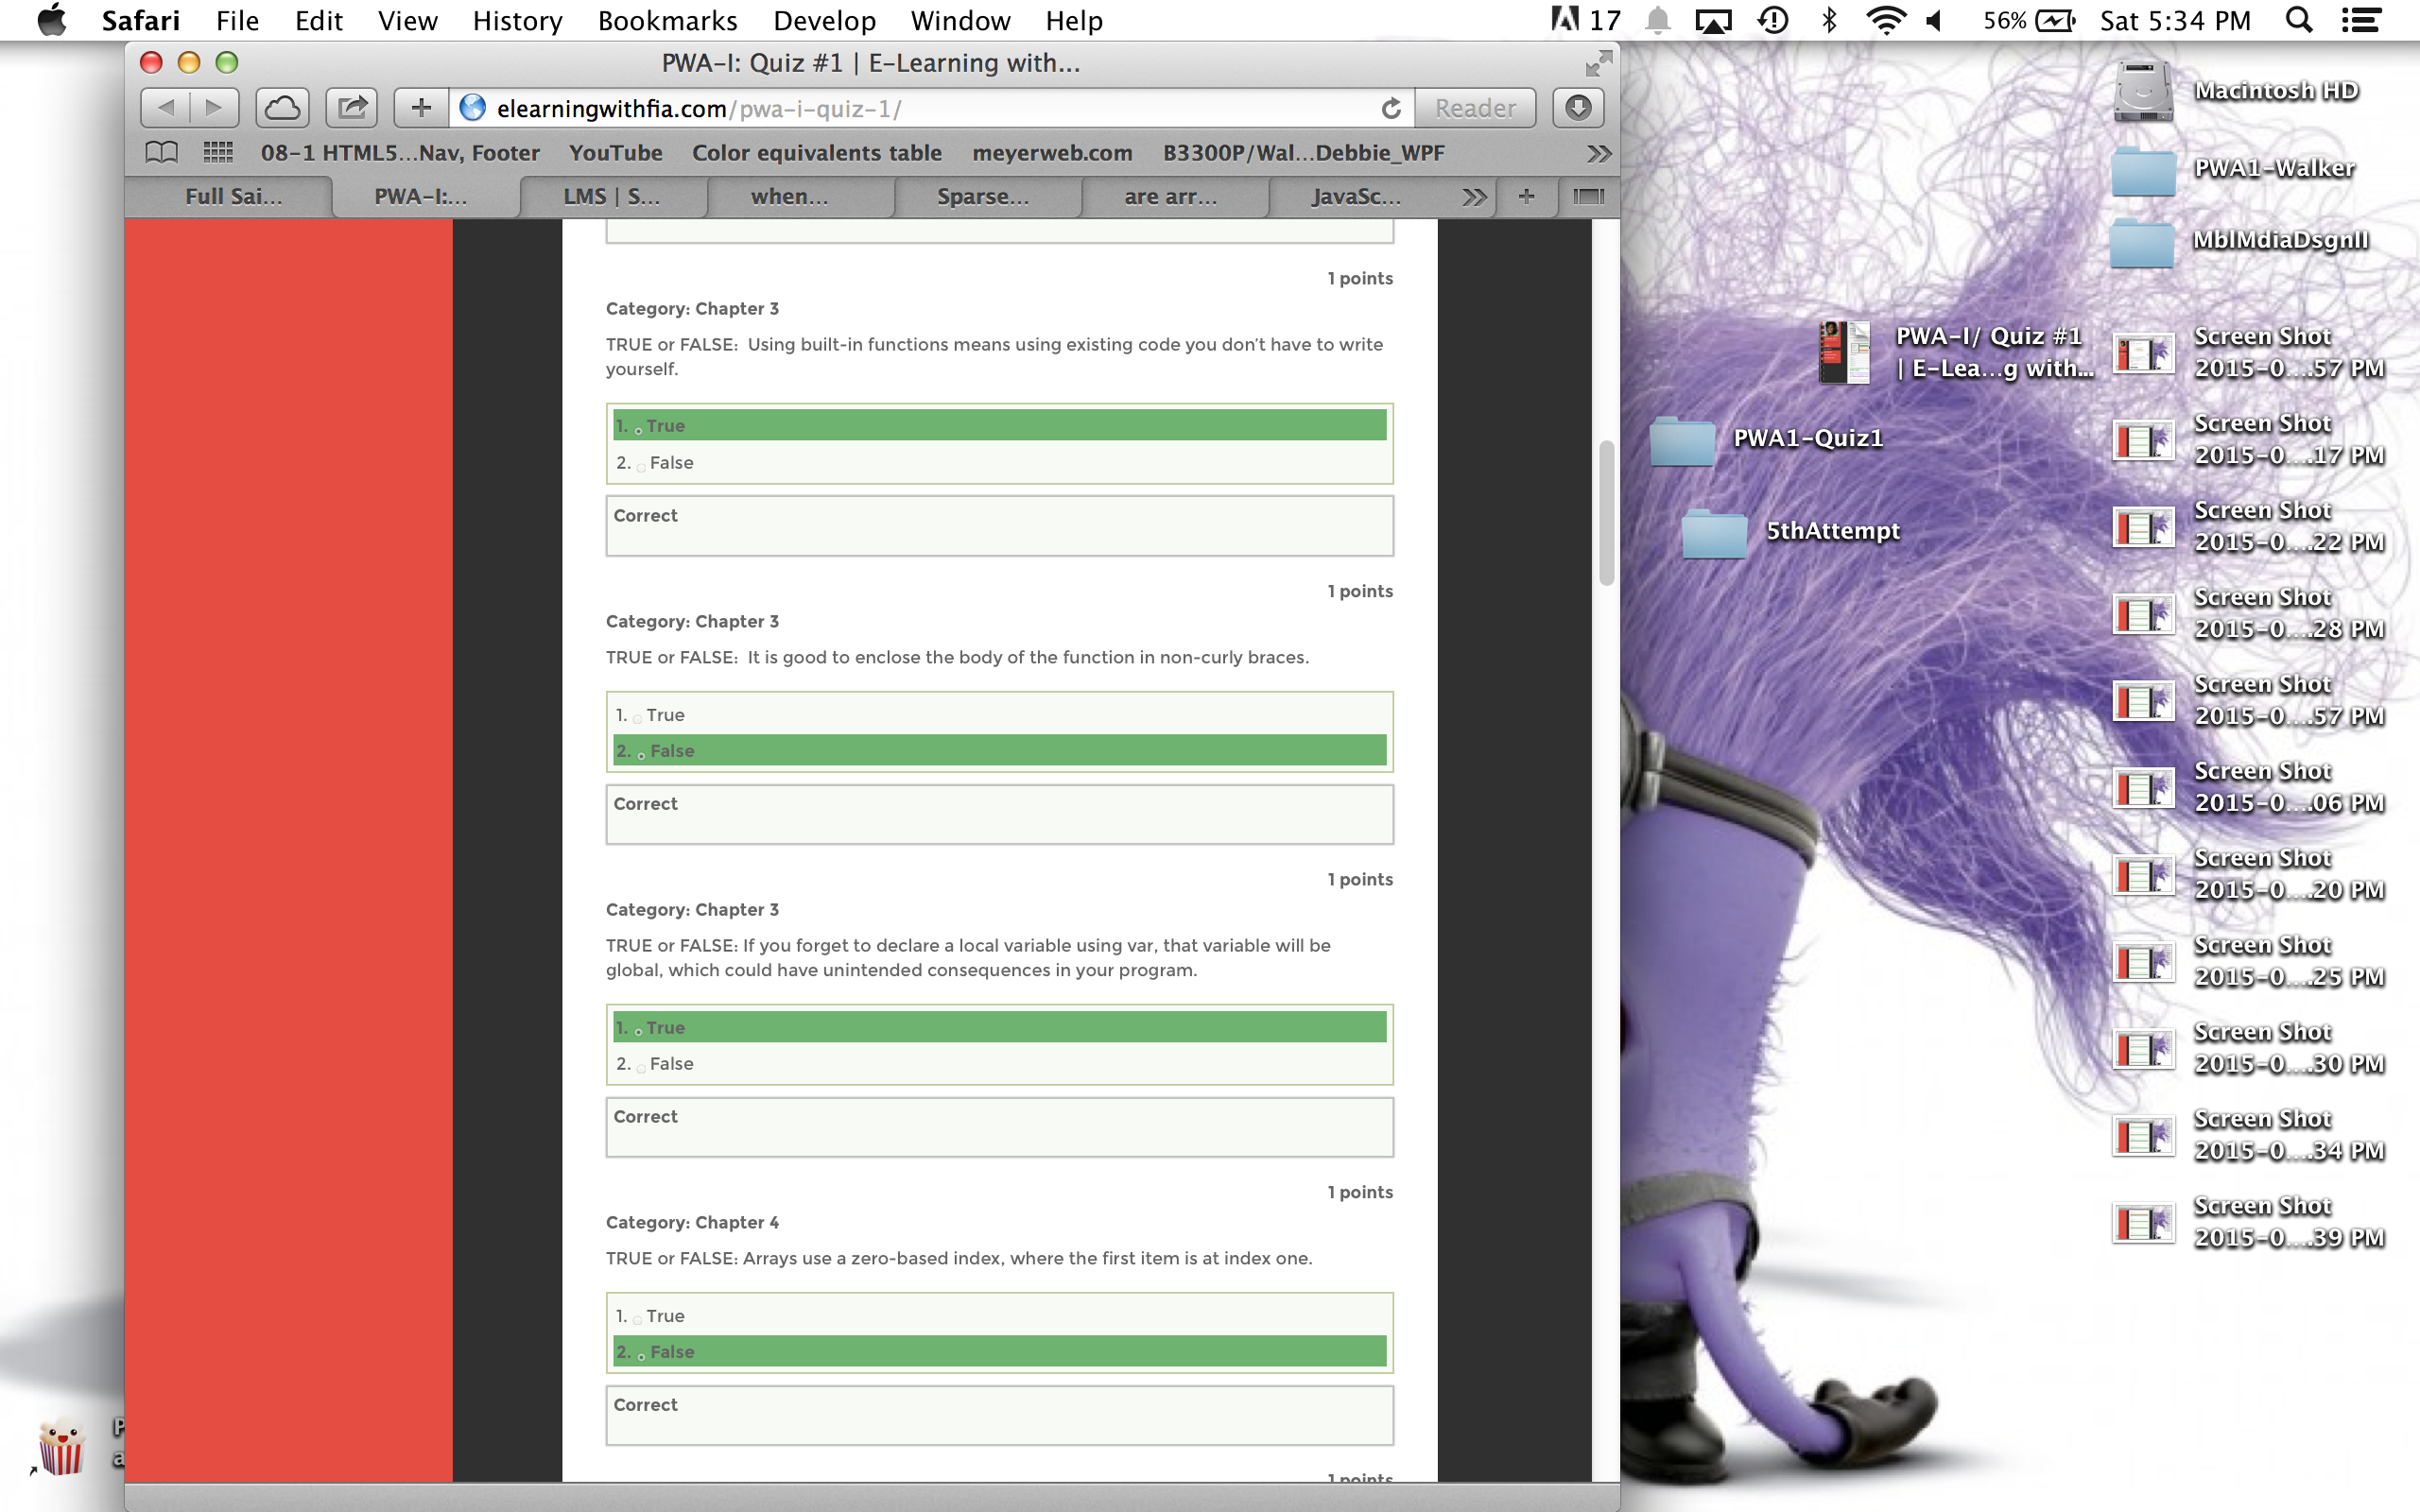 Safari File Edit View History Bookmarks Develop Window Help 17 56% Sat 5:34 PM
PWA-I: Quiz #1 | E-Learning with...
elearningwithfia.com/pwa-i-quiz-1/ Reader
08-1 HTML5...Nav, Footer YouTube Color equivalents table meyerweb.com B3300P/Wal...Debbie_WPF
Full Sai... PWA-I:... LMS | S... when... Sparse... are arr... JavaSc...
1 points
Category: Chapter 3
TRUE or FALSE: Using built-in functions means using existing code you don't have to write
yourself.
1. True
2. False
Correct
1 points
Category: Chapter 3
TRUE or FALSE: It is good to enclose the body of the function in non-curly braces.
1. True
2. False
Correct
1 points
Category: Chapter 3
TRUE or FALSE: If you forget to declare a local variable using var, that variable will be
global, which could have unintended consequences in your program.
1. True
2. False
Correct
1 points
Category: Chapter 4
TRUE or FALSE: Arrays use a zero-based index, where the first item is at index one.
1. True
2. False
Correct
1 points
Macintosh HD
PWA1-Walker
MblMdiaDsgnII
PWA-I/ Quiz #1
| E-Lea...g with...
PWA1-Quiz1
5thAttempt
Screen Shot
2015-0....57 PM
Screen Shot
2015-0....17 PM
Screen Shot
2015-0....22 PM
Screen Shot
2015-0....28 PM
Screen Shot
2015-0....57 PM
Screen Shot
2015-0....06 PM
Screen Shot
2015-0....20 PM
Screen Shot
2015-0....25 PM
Screen Shot
2015-0....30 PM
Screen Shot
2015-0....34 PM
Screen Shot
2015-0....39 PM